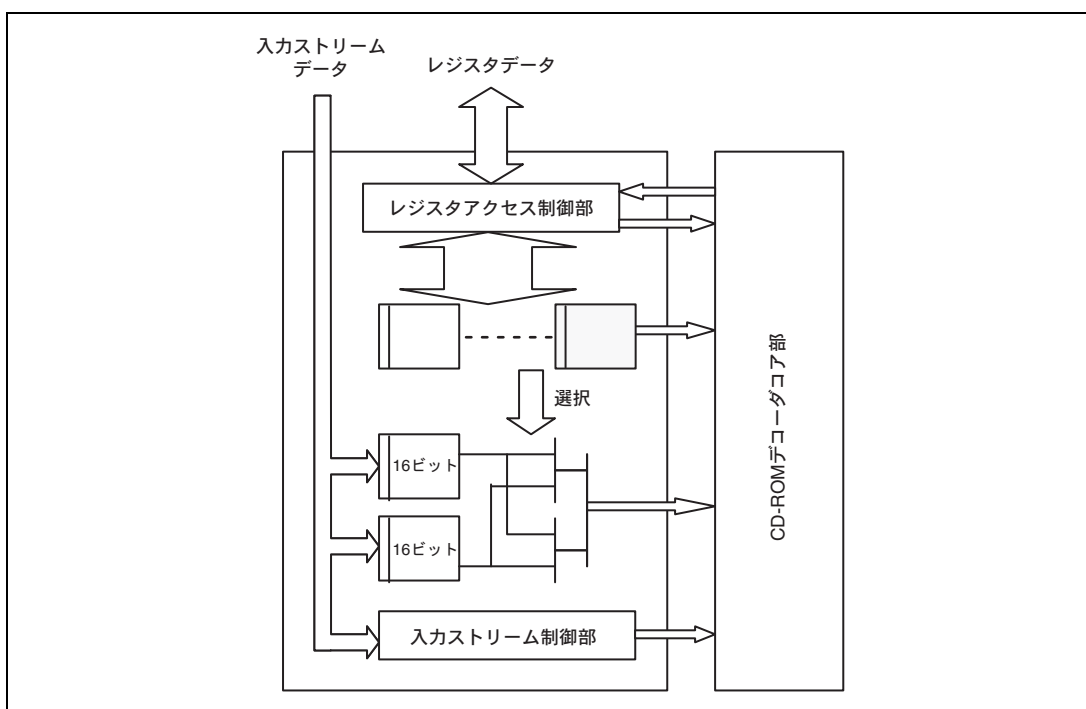 入力ストリーム
データ
レジスタデータ
レジスタアクセス制御部
選択
16ビット
16ビット
入力ストリーム制御部
CD-ROMデコーダコア部